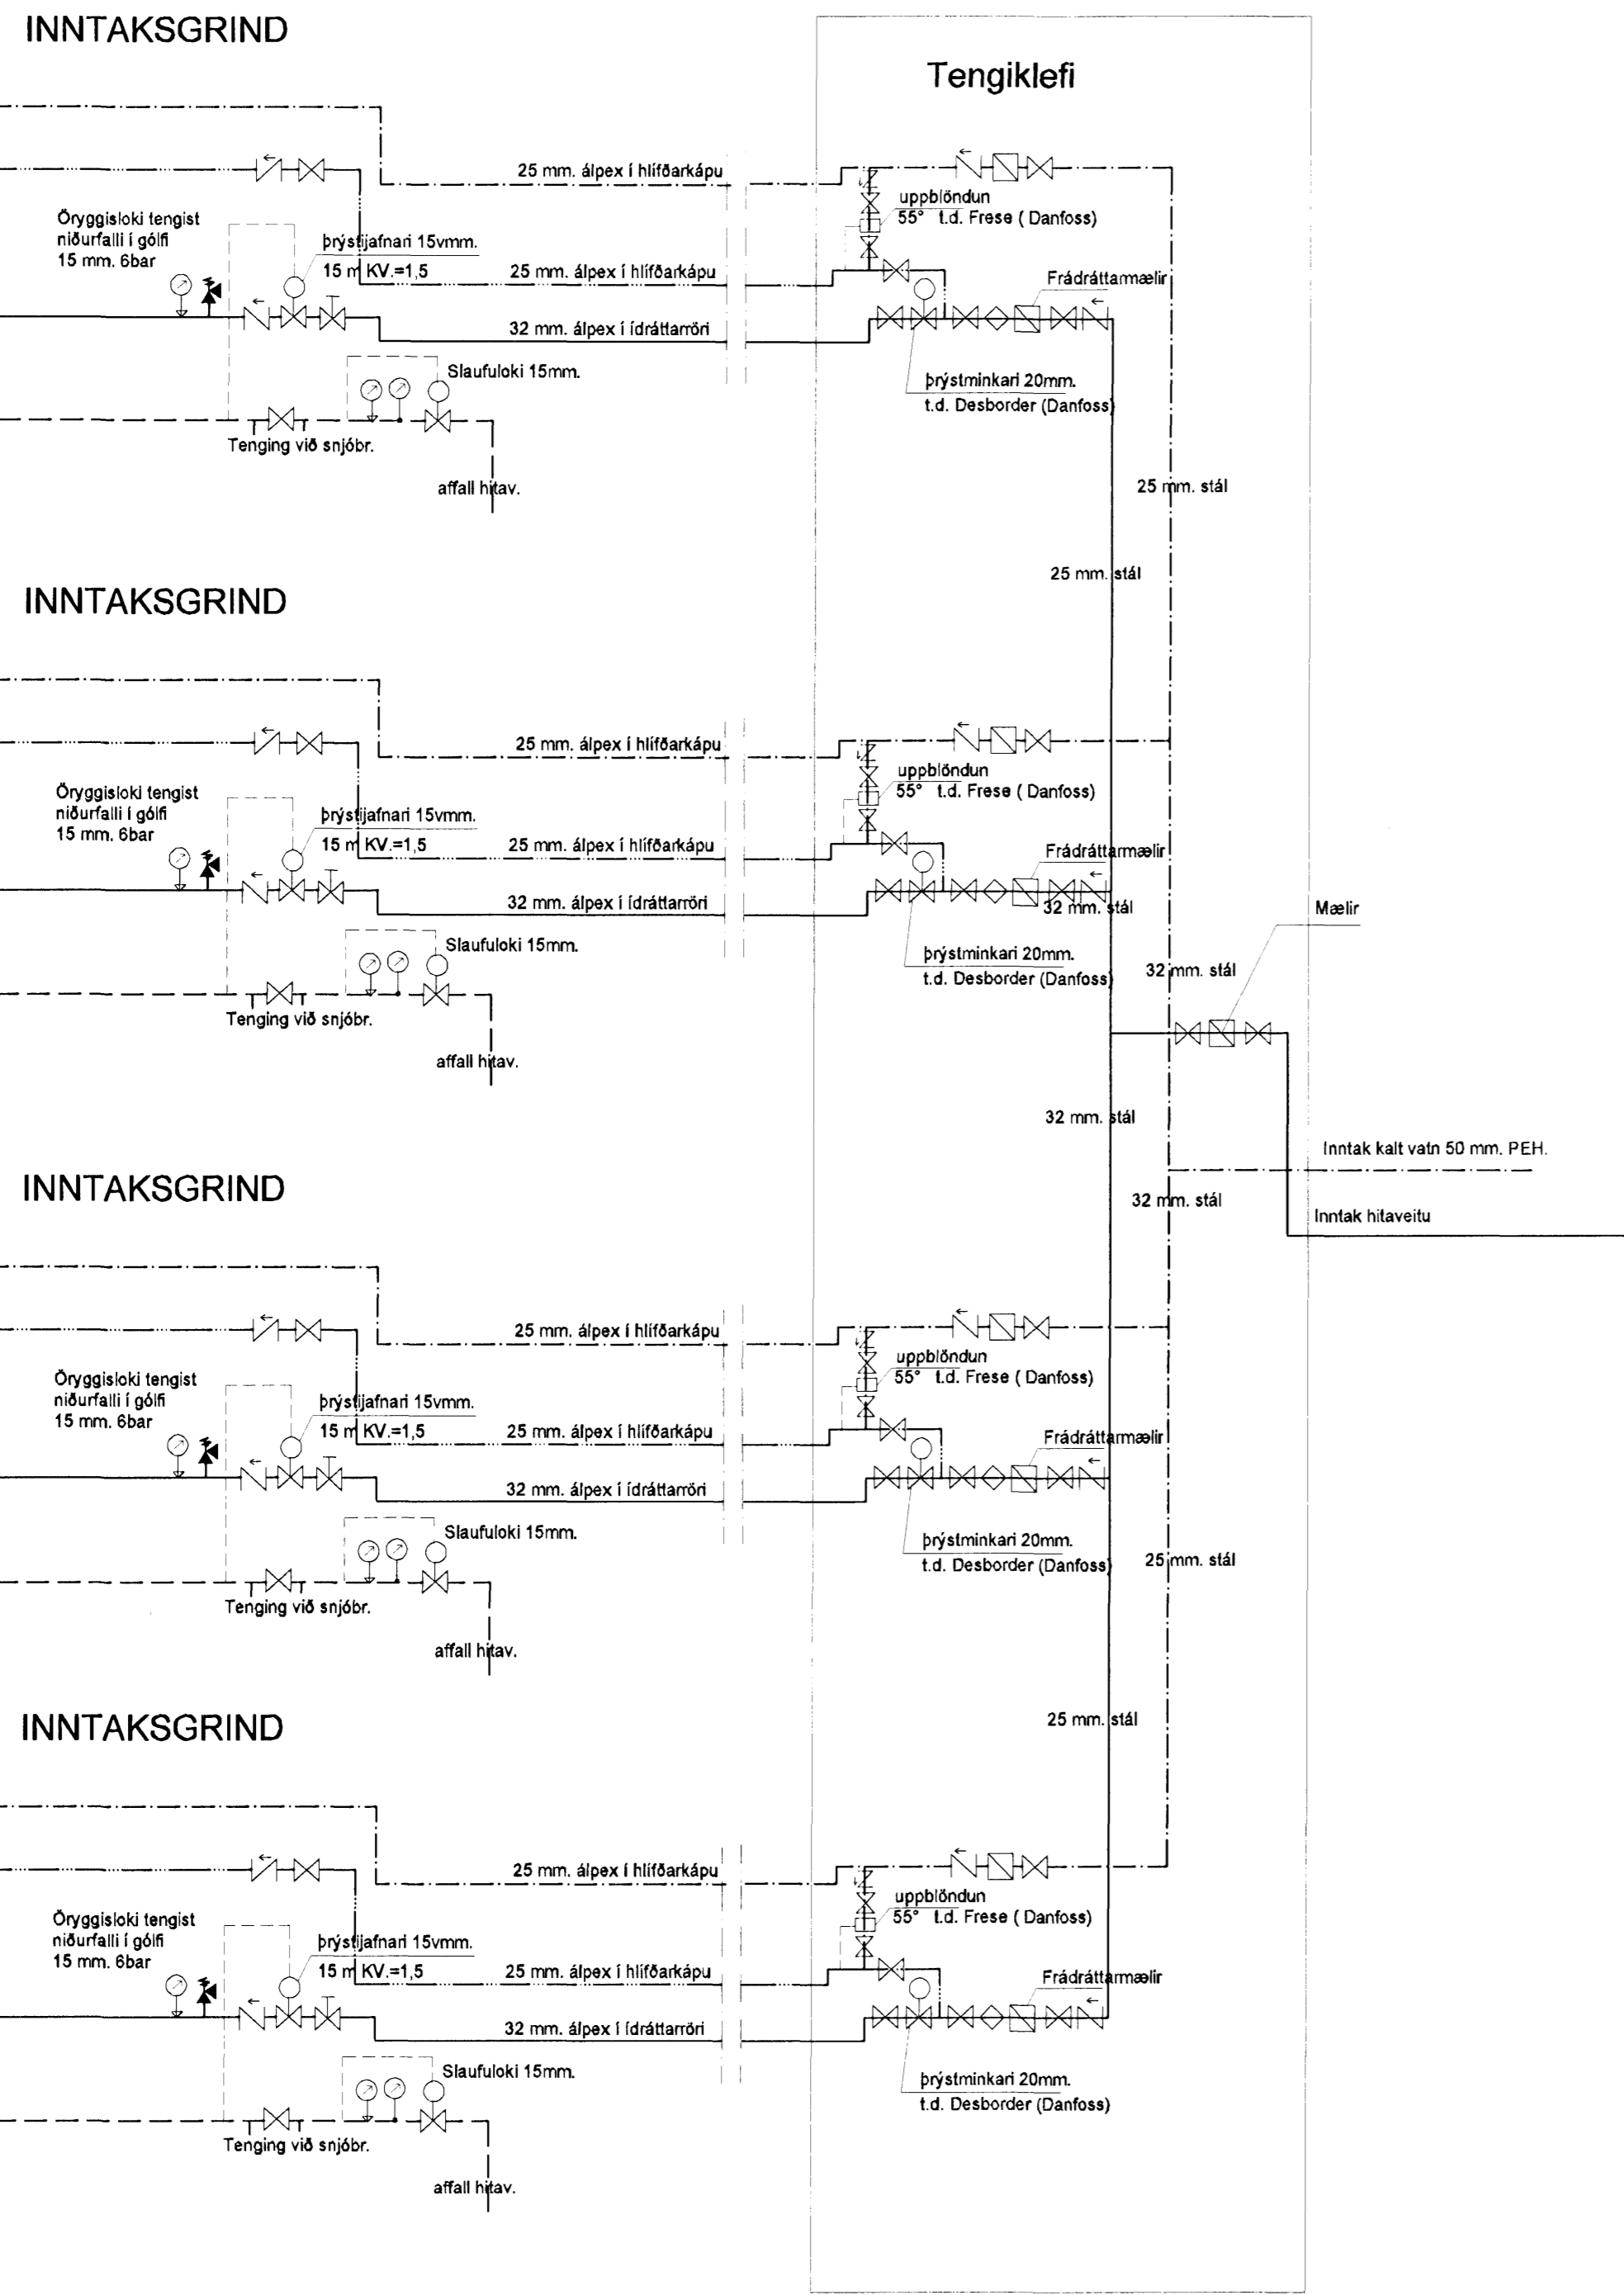 INNTAKSGRIND
Tengiklefi
25 mm. álpex í hlífðarkápu
uppblöndun
55° t.d. Frese ( Danfoss)
Öryggisloki tengist
niðurfalli í gólfi
15 mm. 6bar
þrýstijafnari 15vmm.
15 m KV.=1,5
25 mm. álpex í hlífðarkápu
Frádráttarmælir
32 mm. álpex í ídráttarröri
Slaufuloki 15mm.
þrýstminkari 20mm.
t.d. Desborder (Danfoss)
Tenging við snjóbr.
affall hitav.
25 mm. stál
25 mm. stál
INNTAKSGRIND
25 mm. álpex í hlífðarkápu
uppblöndun
55° t.d. Frese ( Danfoss)
Öryggisloki tengist
niðurfalli í gólfi
15 mm. 6bar
þrýstijafnari 15vmm.
15 m KV.=1,5
25 mm. álpex í hlífðarkápu
Frádráttarmælir
32 mm. álpex í ídráttarröri
32 mm. stál
Mælir
Slaufuloki 15mm.
þrýstminkari 20mm.
t.d. Desborder (Danfoss)
32 mm. stál
Tenging við snjóbr.
affall hitav.
32 mm. stál
Inntak kalt vatn 50 mm. PEH.
32 mm. stál
Inntak hitaveitu
INNTAKSGRIND
25 mm. álpex í hlífðarkápu
uppblöndun
55° t.d. Frese ( Danfoss)
Öryggisloki tengist
niðurfalli í gólfi
15 mm. 6bar
þrýstijafnari 15vmm.
15 m KV.=1,5
25 mm. álpex í hlífðarkápu
Frádráttarmælir
32 mm. álpex í ídráttarröri
Slaufuloki 15mm.
þrýstminkari 20mm.
t.d. Desborder (Danfoss)
25 mm. stál
Tenging við snjóbr.
affall hitav.
25 mm. stál
INNTAKSGRIND
25 mm. álpex í hlífðarkápu
uppblöndun
55° t.d. Frese ( Danfoss)
Öryggisloki tengist
niðurfalli í gólfi
15 mm. 6bar
þrýstijafnari 15vmm.
15 m KV.=1,5
25 mm. álpex í hlífðarkápu
Frádráttarmælir
32 mm. álpex í ídráttarröri
Slaufuloki 15mm.
þrýstminkari 20mm.
t.d. Desborder (Danfoss)
Tenging við snjóbr.
affall hitav.